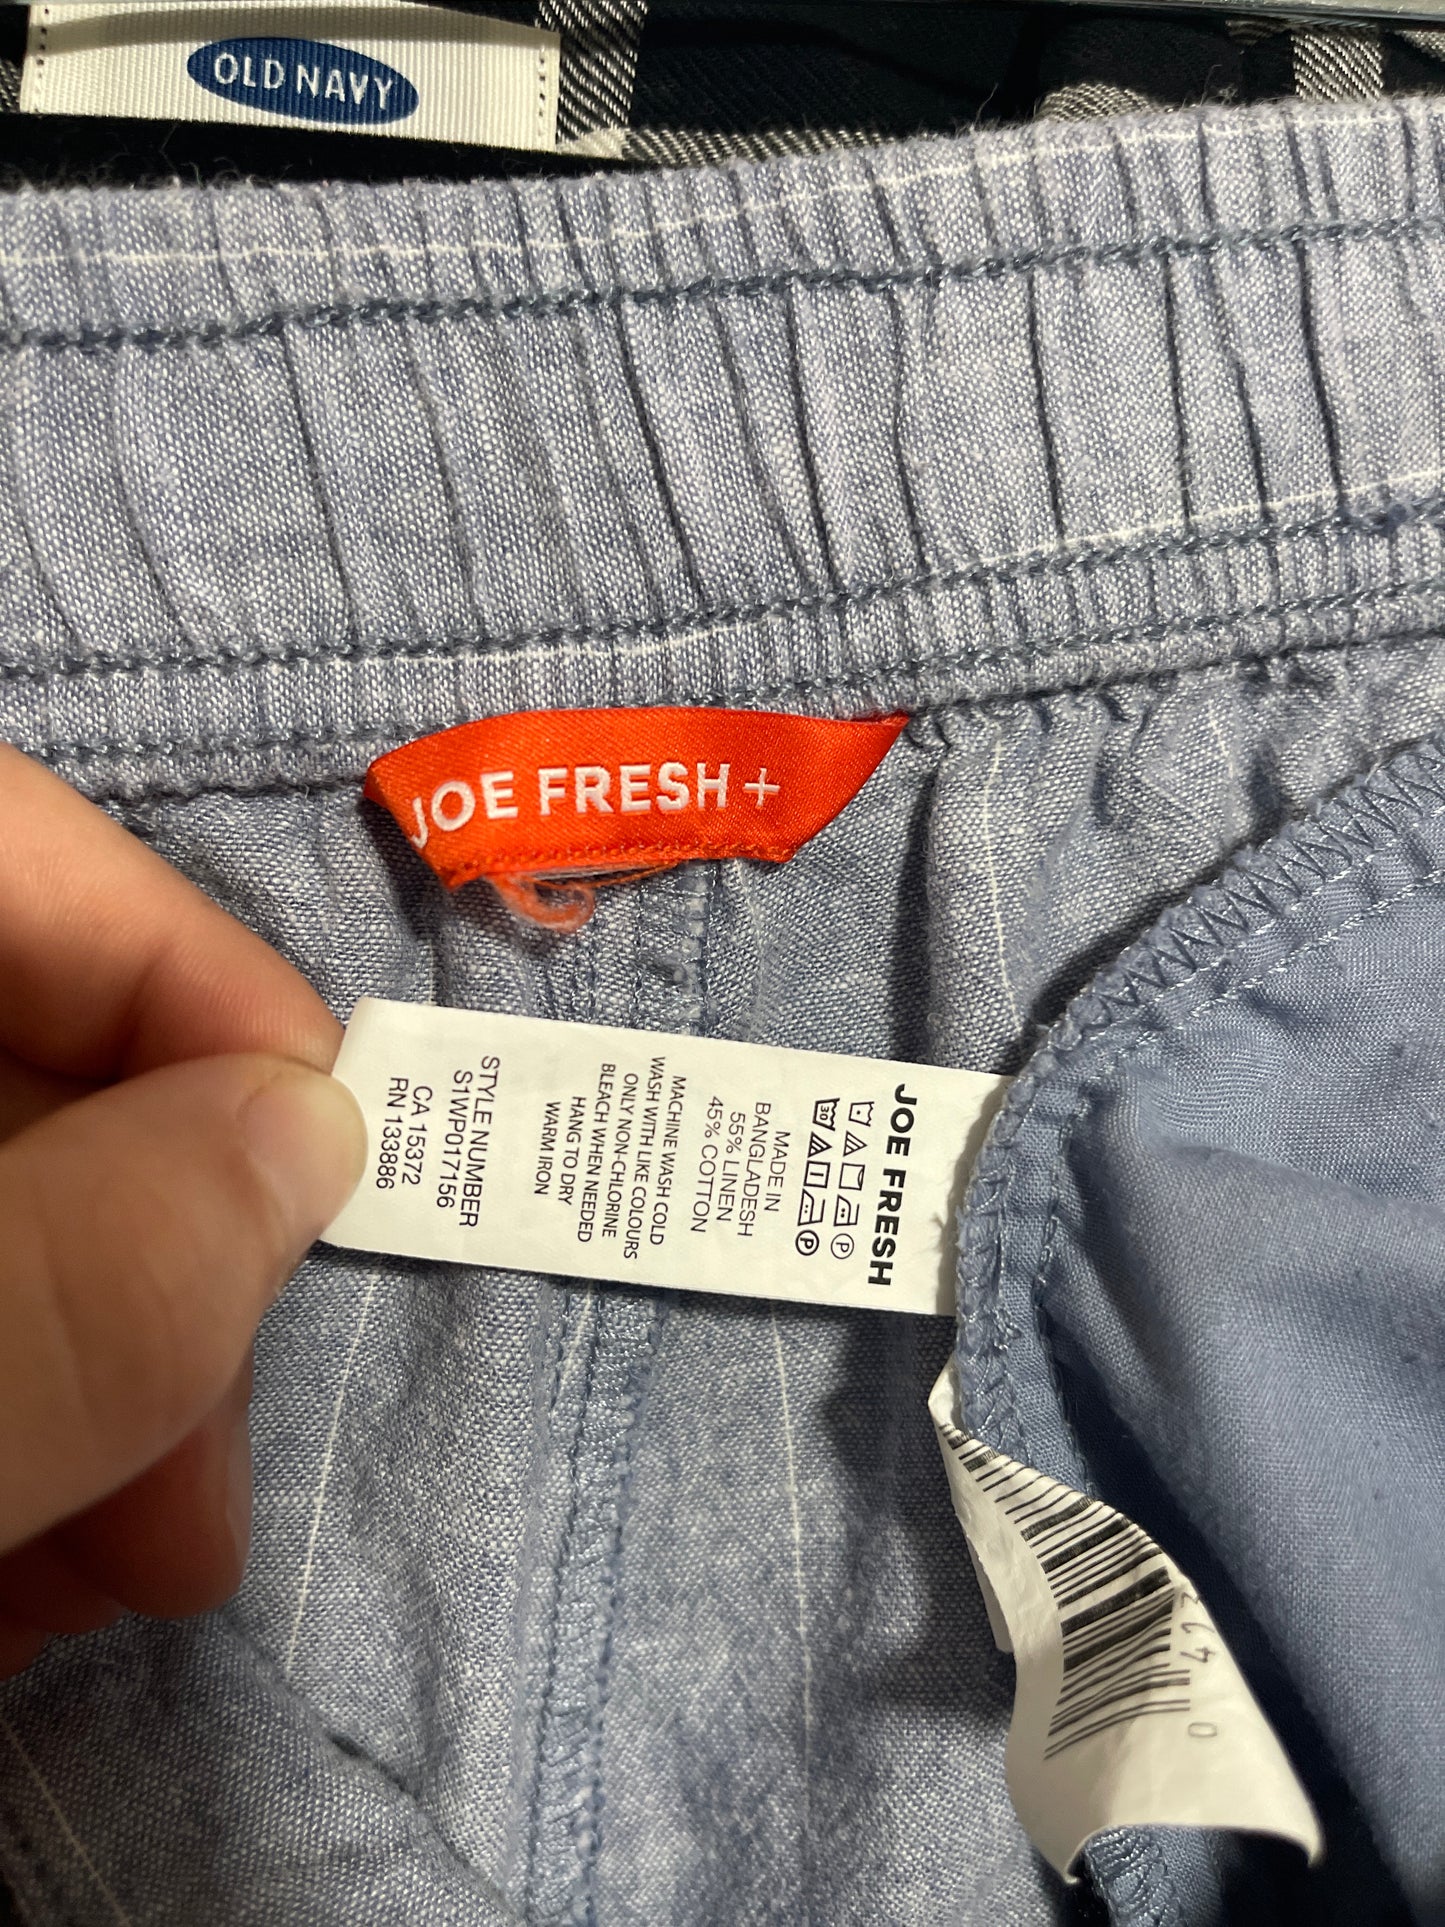 OLD NAVY
JOE FRESH +
JOE FRESH
30 P
P
MADE IN
BANGLADESH
55% LINEN
45% COTTON
MACHINE WASH COLD
WASH WITH LIKE COLOURS
ONLY NON-CHLORINE
BLEACH WHEN NEEDED
HANG TO DRY
WARM IRON
STYLE NUMBER
S1WP017156
CA 15372
RN 133886